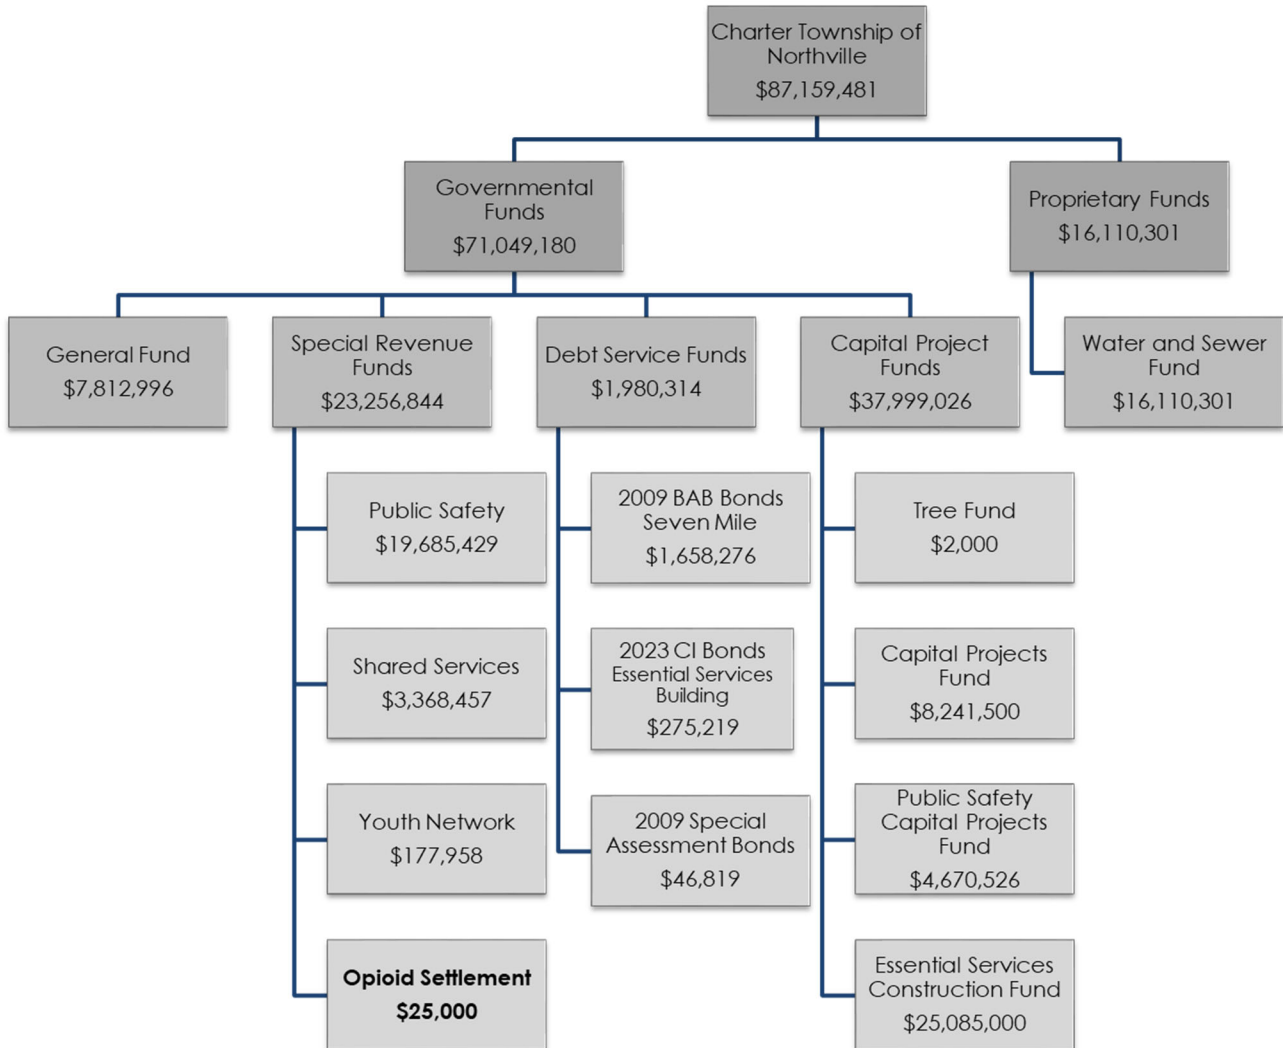 Charter Township of
Northville
$87,159,481
Governmental
Funds
$71,049,180
Proprietary Funds
$16,110,301
General Fund
$7,812,996
Special Revenue
Funds
$23,256,844
Debt Service Funds
$1,980,314
Capital Project
Funds
$37,999,026
Water and Sewer
Fund
$16,110,301
Public Safety
$19,685,429
2009 BAB Bonds
Seven Mile
$1,658,276
Tree Fund
$2,000
Shared Services
$3,368,457
2023 CI Bonds
Essential Services
Building
$275,219
Capital Projects
Fund
$8,241,500
Youth Network
$177,958
2009 Special
Assessment Bonds
$46,819
Public Safety
Capital Projects
Fund
$4,670,526
Opioid Settlement
$25,000
Essential Services
Construction Fund
$25,085,000